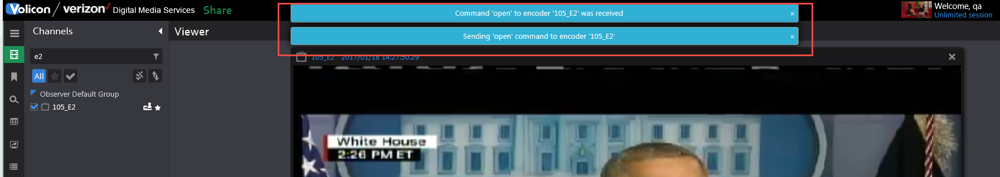 Volicon verizon Digital Media Services Share
Command 'open' to encoder '105_E2' was received ×
Welcome, qa
Unlimited session
Channels
Viewer
Sending 'open' command to encoder '105_E2' ×
e2
105_E2 2017/01/18 14:27:50.29
All
Observer Default Group
105_E2
White House
2:26 PM ET